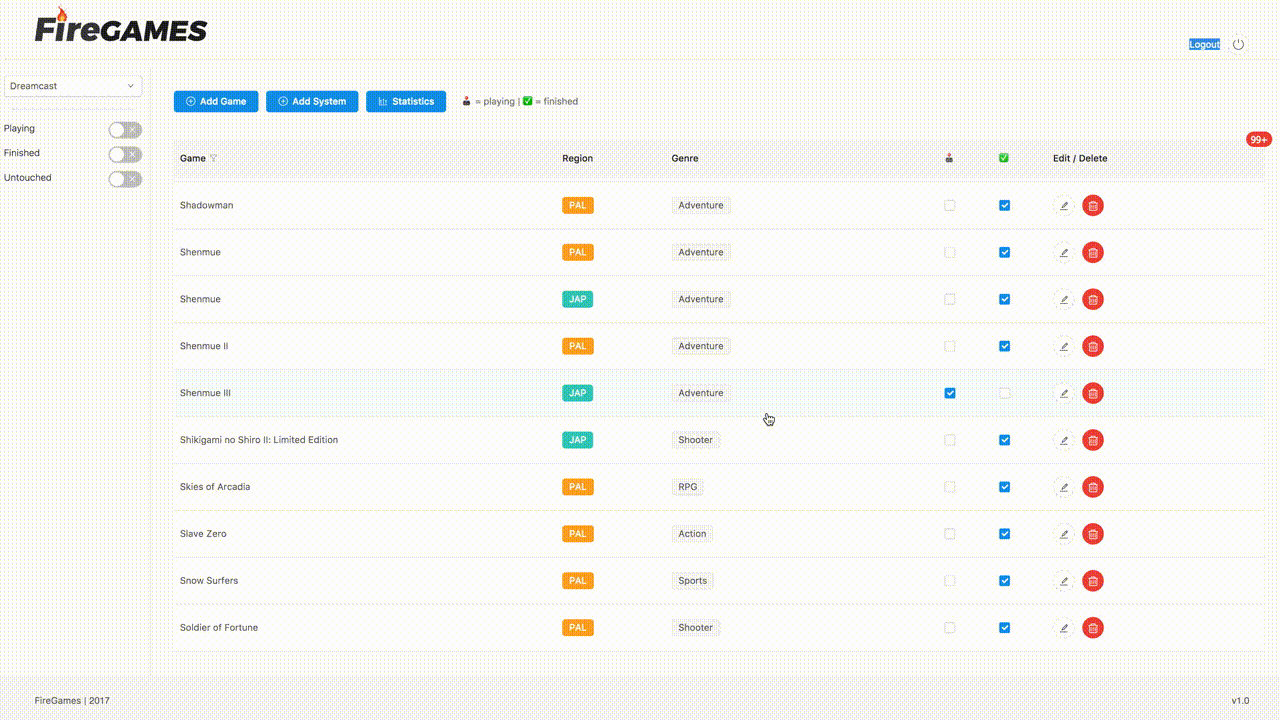 FireGAMES
Logout
Dreamcast
Playing
Finished
Untouched
Add Game Add System Statistics = playing | = finished
99+
Game Region Genre Edit / Delete
Shadowman PAL Adventure
Shenmue PAL Adventure
Shenmue JAP Adventure
Shenmue II PAL Adventure
Shenmue III JAP Adventure
Shikigami no Shiro II: Limited Edition JAP Shooter
Skies of Arcadia PAL RPG
Slave Zero PAL Action
Snow Surfers PAL Sports
Soldier of Fortune PAL Shooter
FireGames | 2017 v1.0